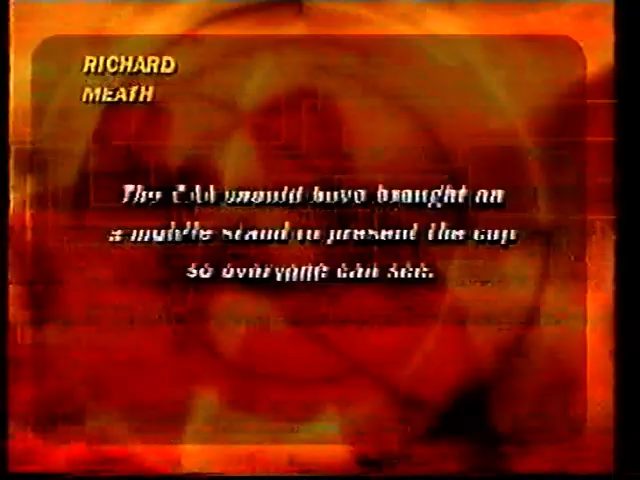 RICHARD
MEATH
The GAA should have brought on
a mobile stand to present the cup
so everyone can see.